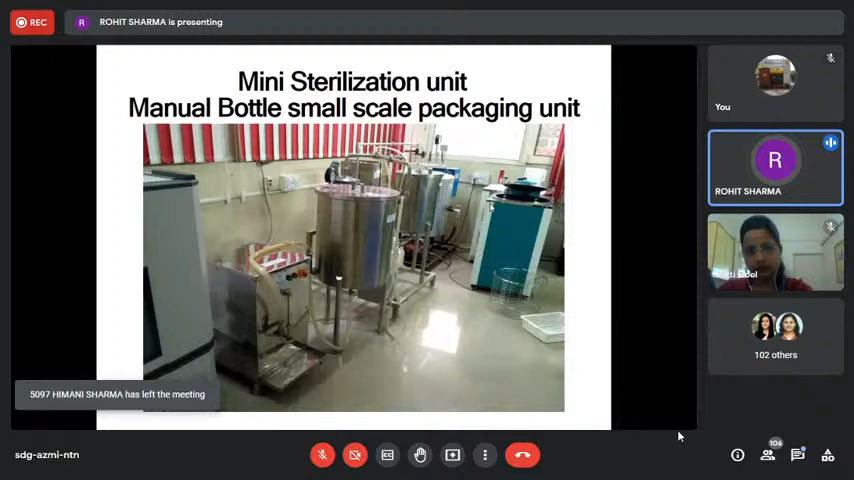 REC
R
ROHIT SHARMA is presenting
Mini Sterilization unit
Manual Bottle small scale packaging unit
You
R
ROHIT SHARMA
102 others
5097 HIMANI SHARMA has left the meeting
sdg-azmi-ntn
CC
106